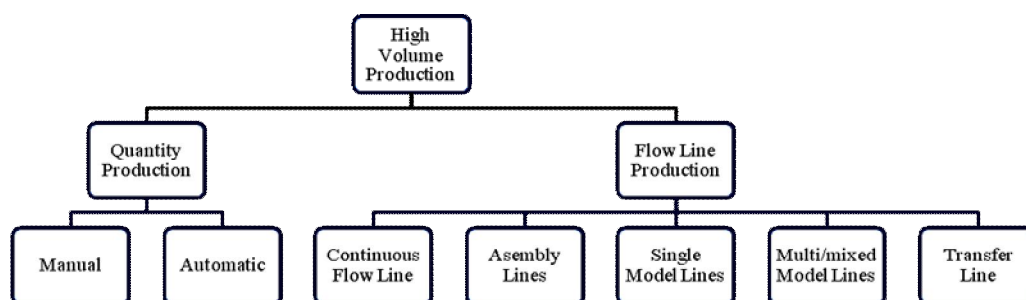 High
Volume
Production
Quantity
Production
Flow Line
Production
Manual
Automatic
Continuous
Flow Line
Asembly
Lines
Single
Model Lines
Multi/mixed
Model Lines
Transfer
Line